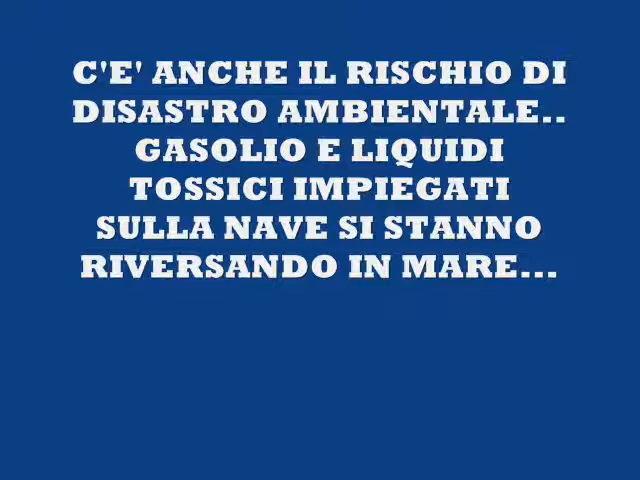 C'E' ANCHE IL RISCHIO DI
DISASTRO AMBIENTALE..
GASOLIO E LIQUIDI
TOSSICI IMPIEGATI
SULLA NAVE SI STANNO
RIVERSANDO IN MARE...